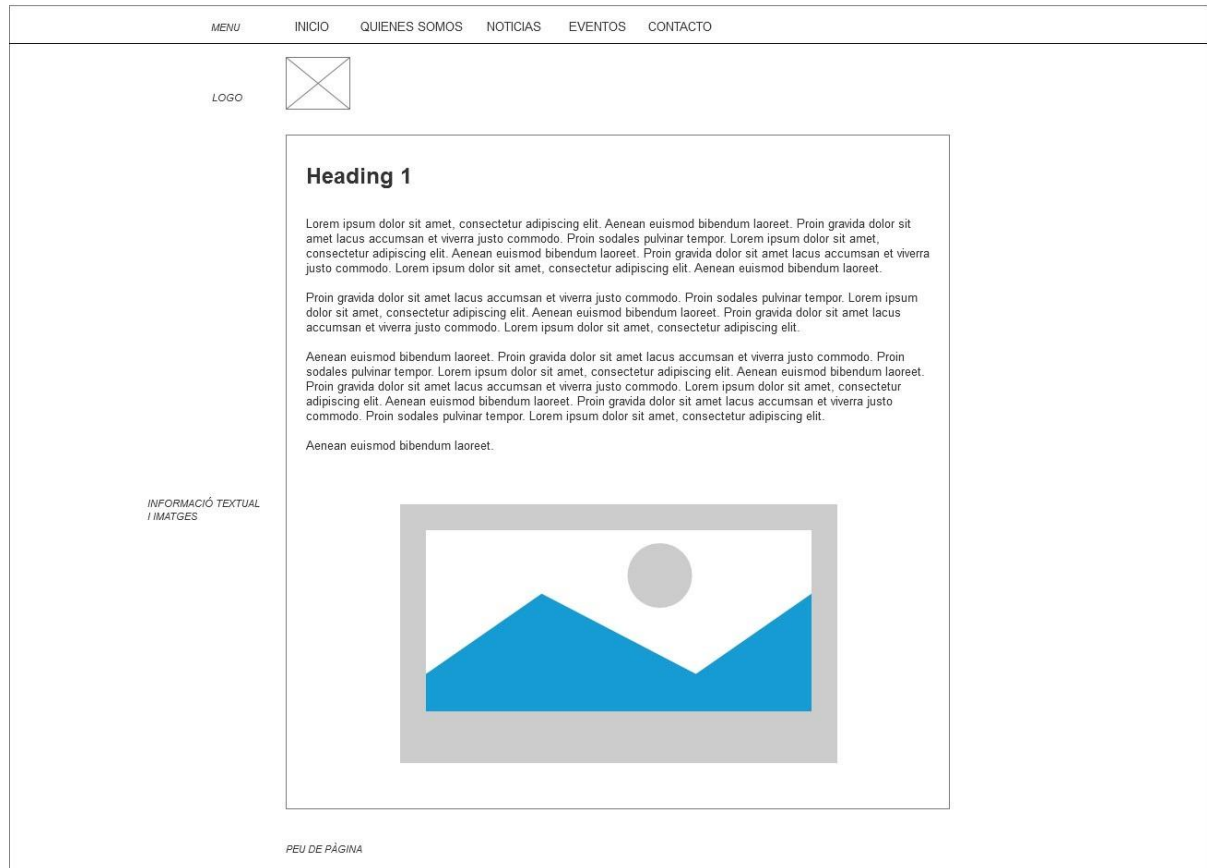 MENU INICIO QUIENES SOMOS NOTICIAS EVENTOS CONTACTO
LOGO
Heading 1
Lorem ipsum dolor sit amet, consectetur adipiscing elit. Aenean euismod bibendum laoreet. Proin gravida dolor sit
amet lacus accumsan et viverra justo commodo. Proin sodales pulvinar tempor. Lorem ipsum dolor sit amet,
consectetur adipiscing elit. Aenean euismod bibendum laoreet. Proin gravida dolor sit amet lacus accumsan et viverra
justo commodo. Lorem ipsum dolor sit amet, consectetur adipiscing elit. Aenean euismod bibendum laoreet.
Proin gravida dolor sit amet lacus accumsan et viverra justo commodo. Proin sodales pulvinar tempor. Lorem ipsum
dolor sit amet, consectetur adipiscing elit. Aenean euismod bibendum laoreet. Proin gravida dolor sit amet lacus
accumsan et viverra justo commodo. Lorem ipsum dolor sit amet, consectetur adipiscing elit.
Aenean euismod bibendum laoreet. Proin gravida dolor sit amet lacus accumsan et viverra justo commodo. Proin
sodales pulvinar tempor. Lorem ipsum dolor sit amet, consectetur adipiscing elit. Aenean euismod bibendum laoreet.
Proin gravida dolor sit amet lacus accumsan et viverra justo commodo. Lorem ipsum dolor sit amet, consectetur
adipiscing elit. Aenean euismod bibendum laoreet. Proin gravida dolor sit amet lacus accumsan et viverra justo
commodo. Proin sodales pulvinar tempor. Lorem ipsum dolor sit amet, consectetur adipiscing elit.
Aenean euismod bibendum laoreet.
INFORMACIÓ TEXTUAL
I IMATGES
PEU DE PÀGINA